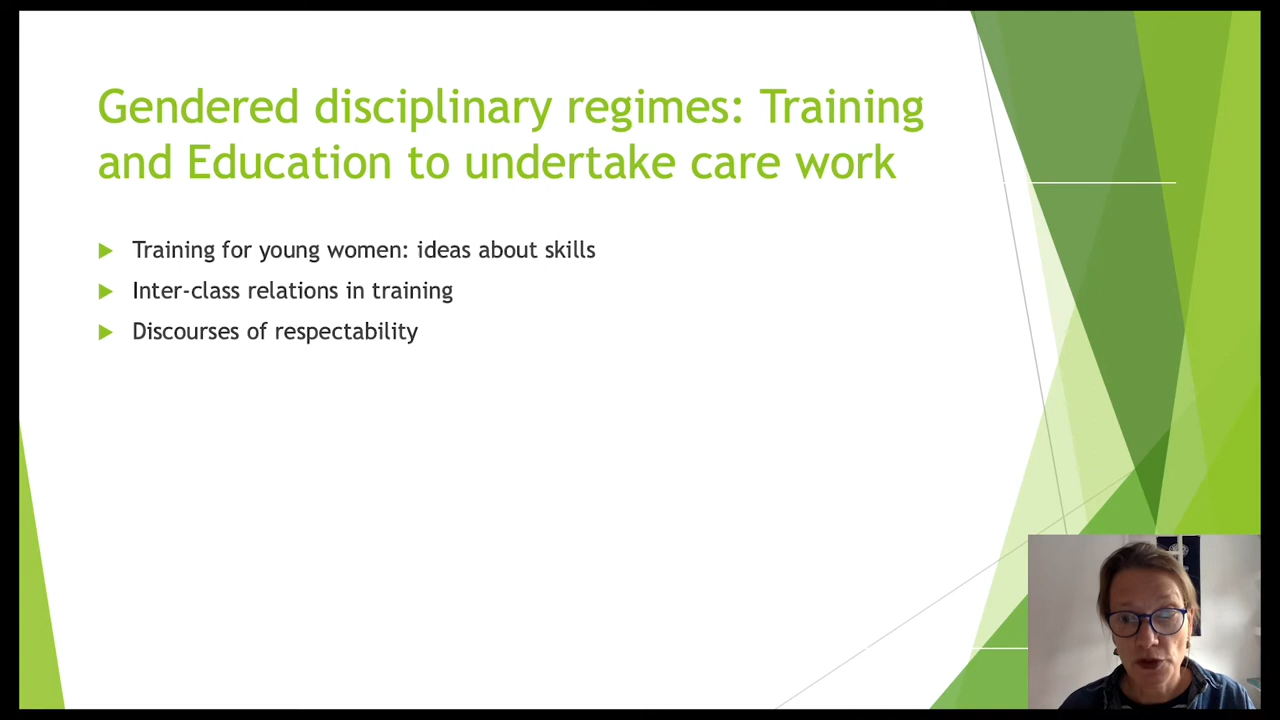 Gendered disciplinary regimes: Training
and Education to undertake care work
Training for young women: ideas about skills
Inter-class relations in training
Discourses of respectability